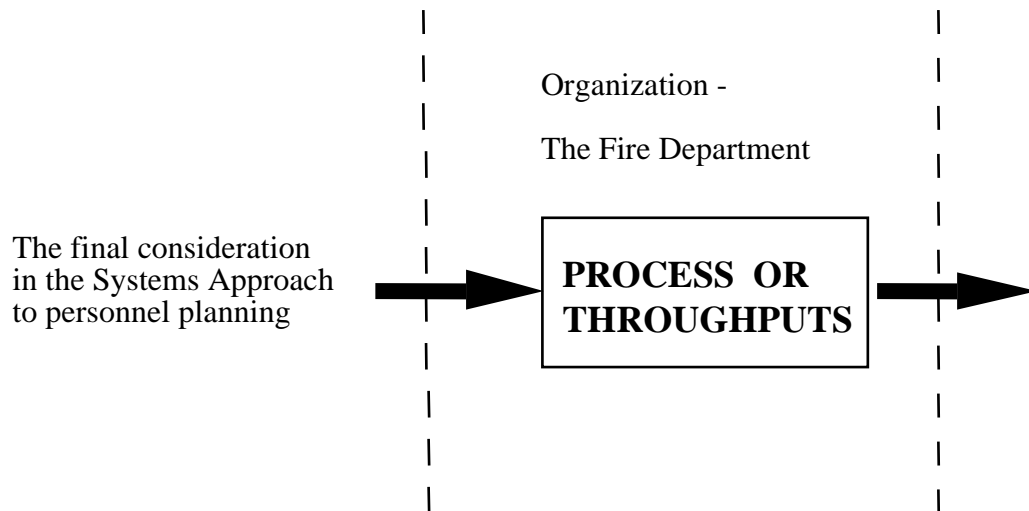 Organization -
The Fire Department
The final consideration
in the Systems Approach
to personnel planning
PROCESS OR
THROUGHPUTS